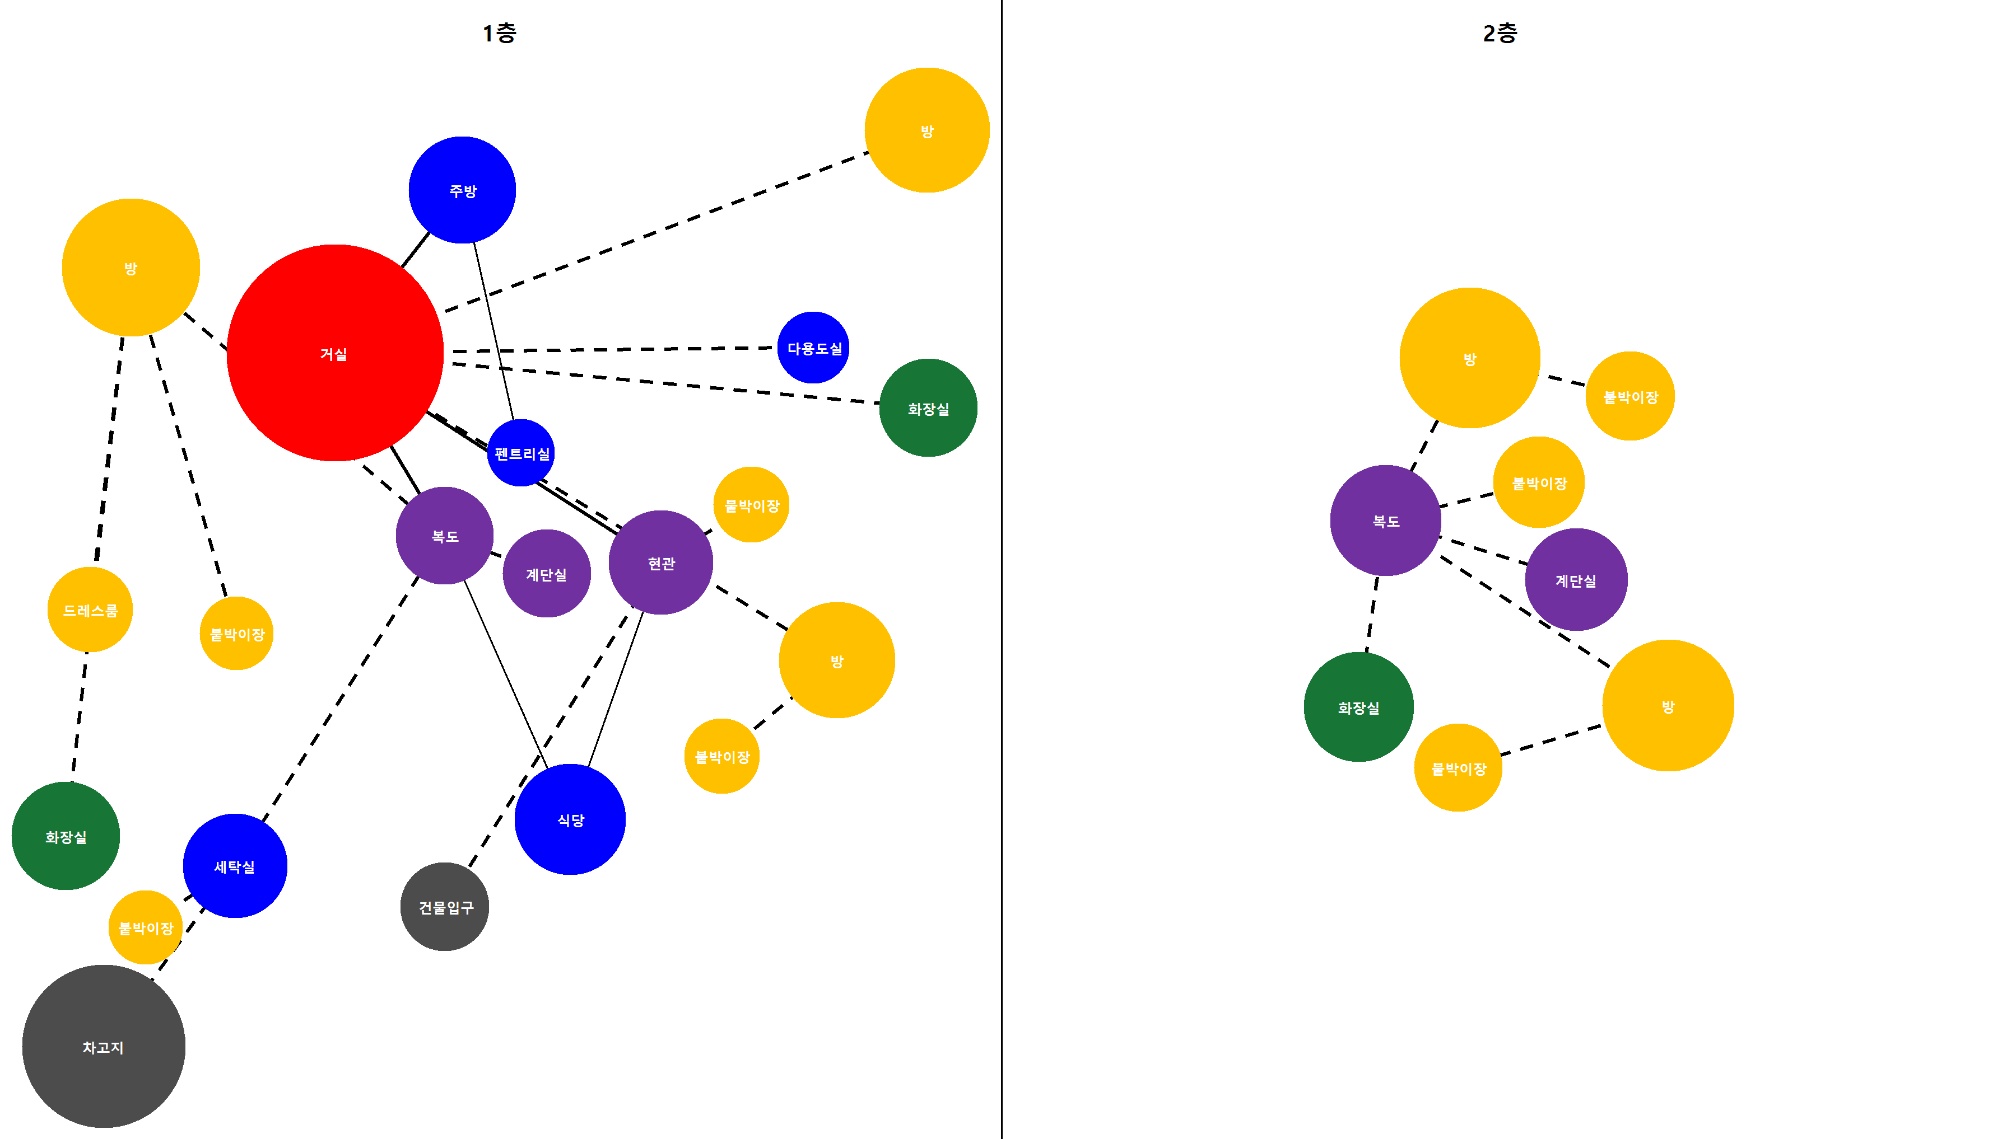 1층
2층
방
주방
방
거실
다용도실
화장실
펜트리실
붙박이장
복도
현관
계단실
드레스룸
붙박이장
방
붙박이장
화장실
식당
세탁실
건물입구
붙박이장
차고지
방
붙박이장
붙박이장
복도
계단실
화장실
방
붙박이장